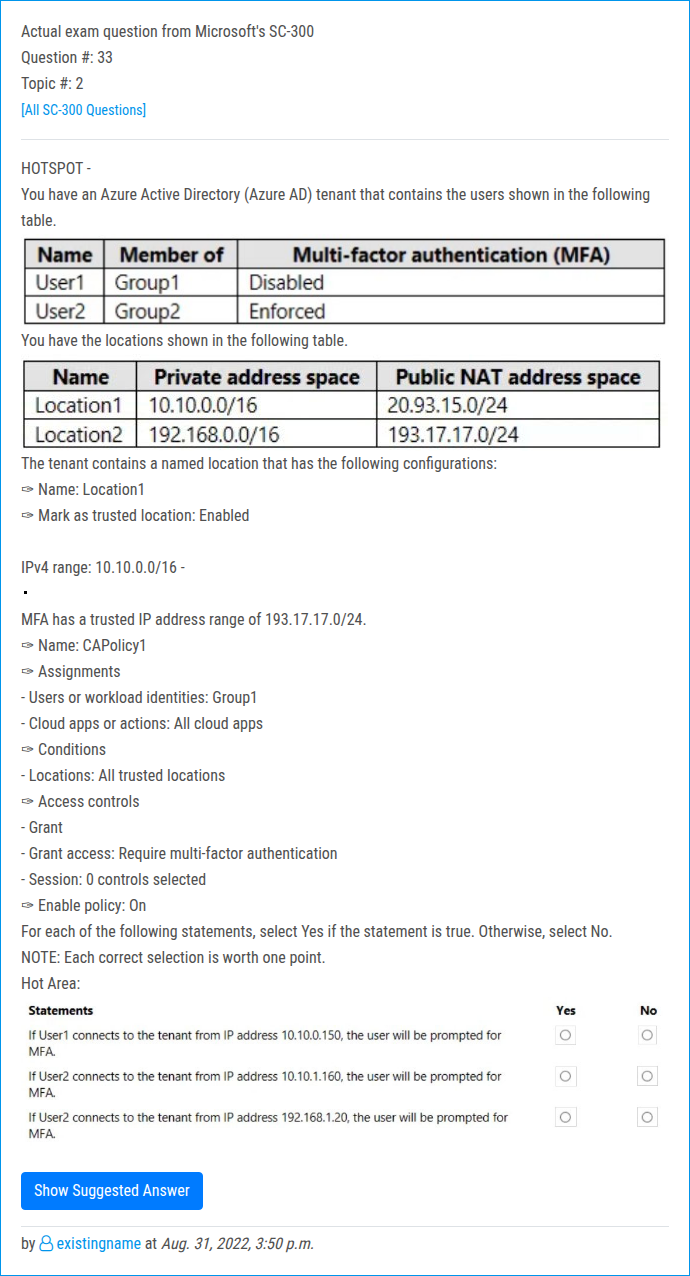 Actual exam question from Microsoft's SC-300
Question #: 33
Topic #: 2
[All SC-300 Questions]
HOTSPOT -
You have an Azure Active Directory (Azure AD) tenant that contains the users shown in the following
table.
Name Member of Multi-factor authentication (MFA)
User1 Group1 Disabled
User2 Group2 Enforced
You have the locations shown in the following table.
Name Private address space Public NAT address space
Location1 10.10.0.0/16 20.93.15.0/24
Location2 192.168.0.0/16 193.17.17.0/24
The tenant contains a named location that has the following configurations:
✑ Name: Location1
✑ Mark as trusted location: Enabled
IPv4 range: 10.10.0.0/16 -
MFA has a trusted IP address range of 193.17.17.0/24.
✑ Name: CAPolicy1
✑ Assignments
- Users or workload identities: Group1
- Cloud apps or actions: All cloud apps
✑ Conditions
- Locations: All trusted locations
✑ Access controls
- Grant
- Grant access: Require multi-factor authentication
- Session: 0 controls selected
✑ Enable policy: On
For each of the following statements, select Yes if the statement is true. Otherwise, select No.
NOTE: Each correct selection is worth one point.
Hot Area:
Statements Yes No
If User1 connects to the tenant from IP address 10.10.0.150, the user will be prompted for
MFA.
If User2 connects to the tenant from IP address 10.10.1.160, the user will be prompted for
MFA.
If User2 connects to the tenant from IP address 192.168.1.20, the user will be prompted for
MFA.
Show Suggested Answer
by existingname at Aug. 31, 2022, 3:50 p.m.